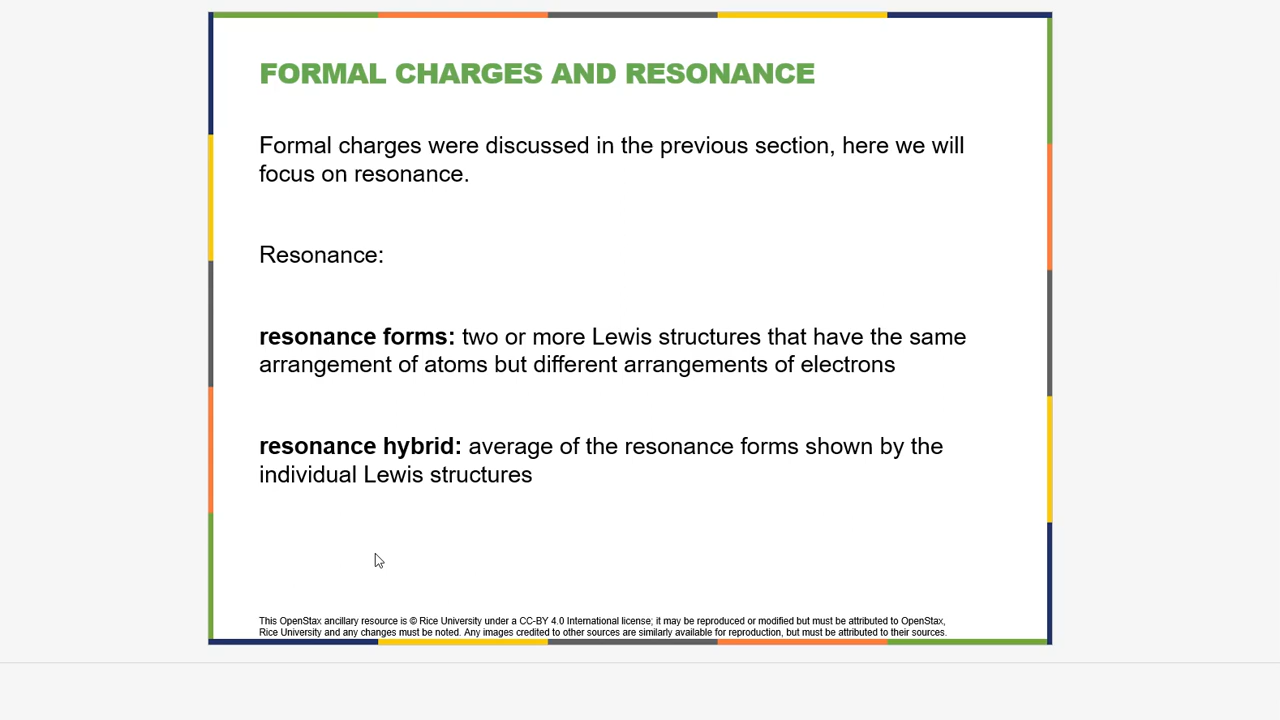 FORMAL CHARGES AND RESONANCE
Formal charges were discussed in the previous section, here we will
focus on resonance.
Resonance:
resonance forms: two or more Lewis structures that have the same
arrangement of atoms but different arrangements of electrons
resonance hybrid: average of the resonance forms shown by the
individual Lewis structures
This OpenStax ancillary resource is © Rice University under a CC-BY 4.0 International license; it may be reproduced or modified but must be attributed to OpenStax,
Rice University and any changes must be noted. Any images credited to other sources are similarly available for reproduction, but must be attributed to their sources.